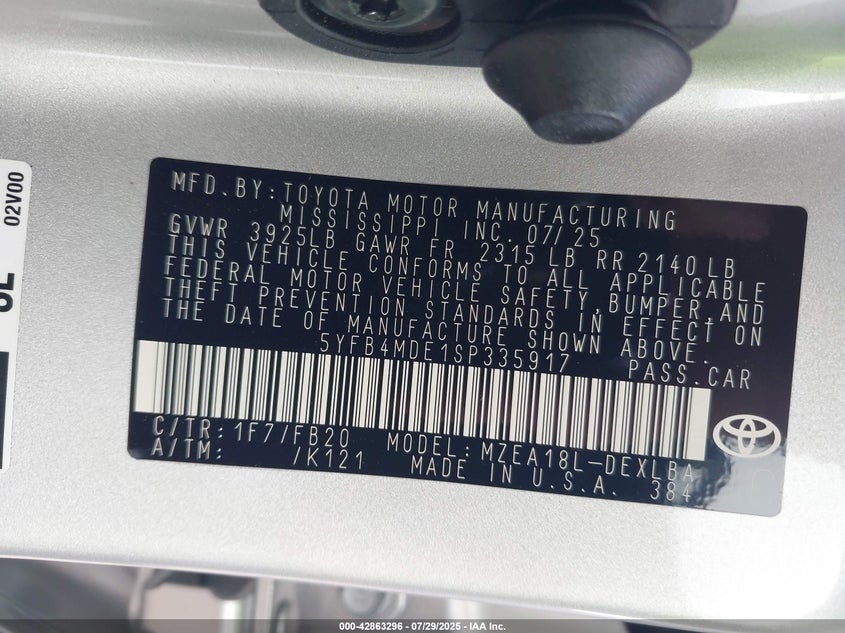 02V00
MFD.BY:TOYOTA MOTOR MANUFACTURING
MISSISSIPPI INC. 07/25
GVWR 3925LB GAWR FR 2315 LB RR 2140 LB
THIS VEHICLE CONFORMS TO ALL APPLICABLE
FEDERAL MOTOR VEHICLE SAFETY,BUMPER,AND
THEFT PREVENTION STANDARDS IN EFFECT ON
THE DATE OF MANUFACTURE SHOWN ABOVE.
5YFB4MDE1SP335917 PASS.CAR
C/TR:1F7/FB20 MODEL:MZEA18L-DEXLBA
A/TM: /K121 MADE IN U.S.A. 384
000-42863296 - 07/29/2025 - IAA Inc.